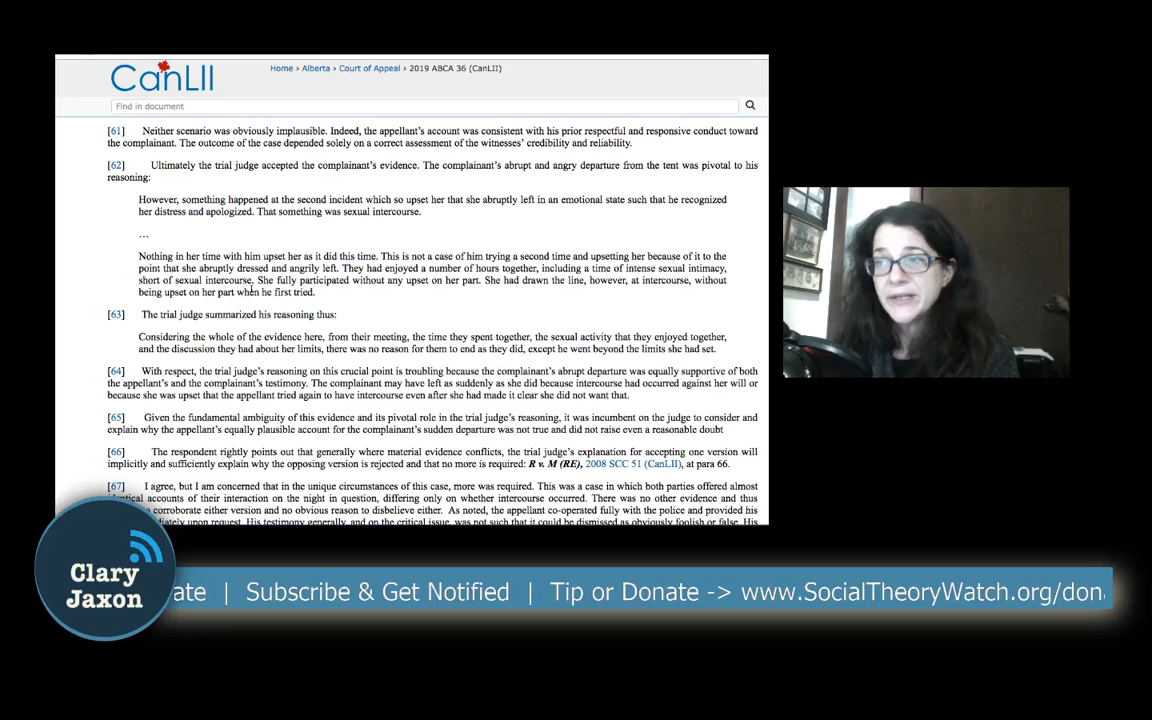 CanLII
Home › Alberta › Court of Appeal › 2019 ABCA 36 (CanLII)
Find in document
[61] Neither scenario was obviously implausible. Indeed, the appellant's account was consistent with his prior respectful and responsive conduct toward
the complainant. The outcome of the case depended solely on a correct assessment of the witnesses' credibility and reliability.
[62] Ultimately the trial judge accepted the complainant's evidence. The complainant's abrupt and angry departure from the tent was pivotal to his
reasoning:
However, something happened at the second incident which so upset her that she abruptly left in an emotional state such that he recognized
her distress and apologized. That something was sexual intercourse.
…
Nothing in her time with him upset her as it did this time. This is not a case of him trying a second time and upsetting her because of it to the
point that she abruptly dressed and angrily left. They had enjoyed a number of hours together, including a time of intense sexual intimacy,
short of sexual intercourse. She fully participated without any upset on her part. She had drawn the line, however, at intercourse, without
being upset on her part when he first tried.
[63] The trial judge summarized his reasoning thus:
Considering the whole of the evidence here, from their meeting, the time they spent together, the sexual activity that they enjoyed together,
and the discussion they had about her limits, there was no reason for them to end as they did, except he went beyond the limits she had set.
[64] With respect, the trial judge's reasoning on this crucial point is troubling because the complainant's abrupt departure was equally supportive of both
the appellant's and the complainant's testimony. The complainant may have left as suddenly as she did because intercourse had occurred against her will or
because she was upset that the appellant tried again to have intercourse even after she had made it clear she did not want that.
[65] Given the fundamental ambiguity of this evidence and its pivotal role in the trial judge's reasoning, it was incumbent on the judge to consider and
explain why the appellant's equally plausible account for the complainant's sudden departure was not true and did not raise even a reasonable doubt
[66] The respondent rightly points out that generally where material evidence conflicts, the trial judge's explanation for accepting one version will
implicitly and sufficiently explain why the opposing version is rejected and that no more is required: R v. M (RE), 2008 SCC 51 (CanLII), at para 66.
[67] I agree, but I am concerned that in the unique circumstances of this case, more was required. This was a case in which both parties offered almost
accounts of their interaction on the night in question, differing only on whether intercourse occurred. There was no other evidence and thus
corroborate either version and no obvious reason to disbelieve either. As noted, the appellant co-operated fully with the police and provided his
upon request. His testimony generally, and on the critical issue, was not such that it could be dismissed as obviously foolish or false. His
Clary
Jaxon
ate | Subscribe & Get Notified | Tip or Donate -> www.SocialTheoryWatch.org/don